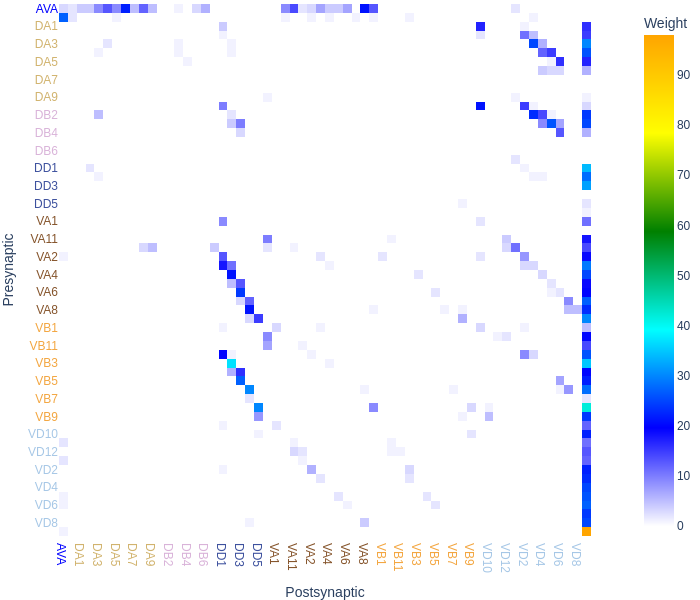 Weight
AVA
DA1
DA3
DA5
DA7
DA9
DB2
DB4
DB6
DD1
DD3
DD5
VA1
VA11
VA2
VA4
VA6
VA8
VB1
VB11
VB3
VB5
VB7
VB9
VD10
VD12
VD2
VD4
VD6
VD8
Presynaptic
90
80
70
60
50
40
30
20
10
0
AVA
DA1
DA3
DA5
DA7
DA9
DB2
DB4
DB6
DD1
DD3
DD5
VA1
VA11
VA2
VA4
VA6
VA8
VB1
VB11
VB3
VB5
VB7
VB9
VD10
VD12
VD2
VD4
VD6
VD8
Postsynaptic